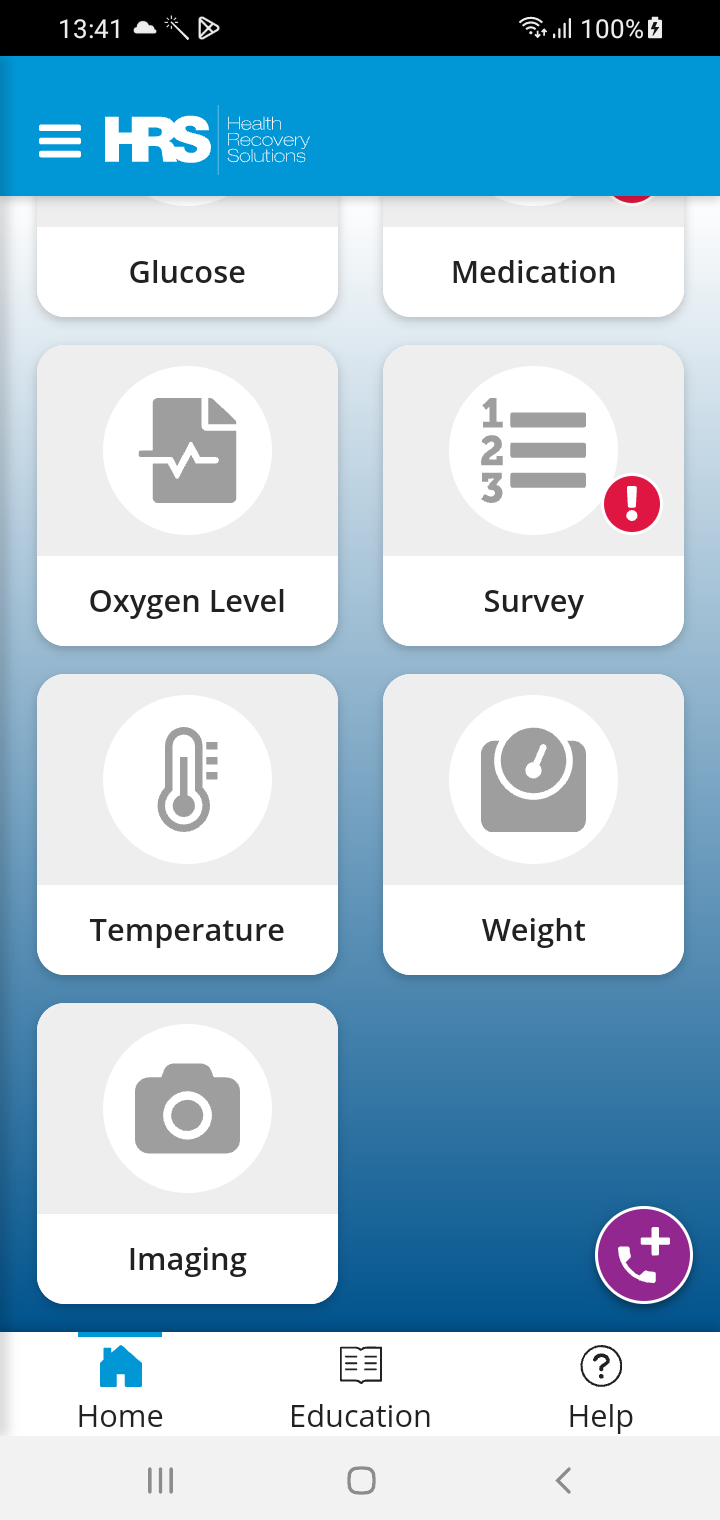 13:41
100%
HRS
Health
Recovery
Solutions
Glucose
Medication
1
2
3
!
Oxygen Level
Survey
Temperature
Weight
Imaging
Home
Education
?
Help